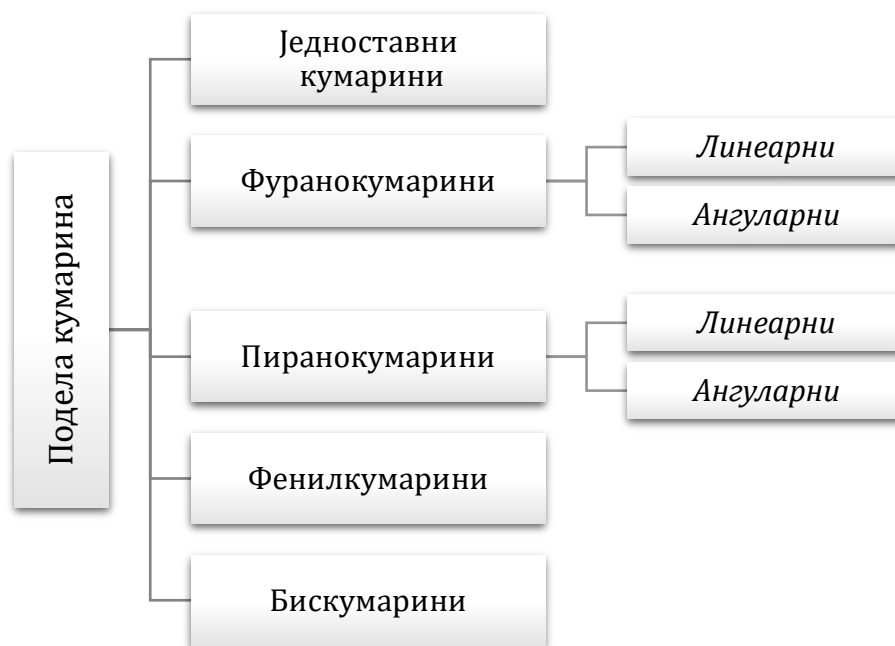 Подела кумарина
Једноставни
кумарини
Фуранокумарини
Линеарни
Ангуларни
Пиранокумарини
Линеарни
Ангуларни
Фенилкумарини
Бискумарини